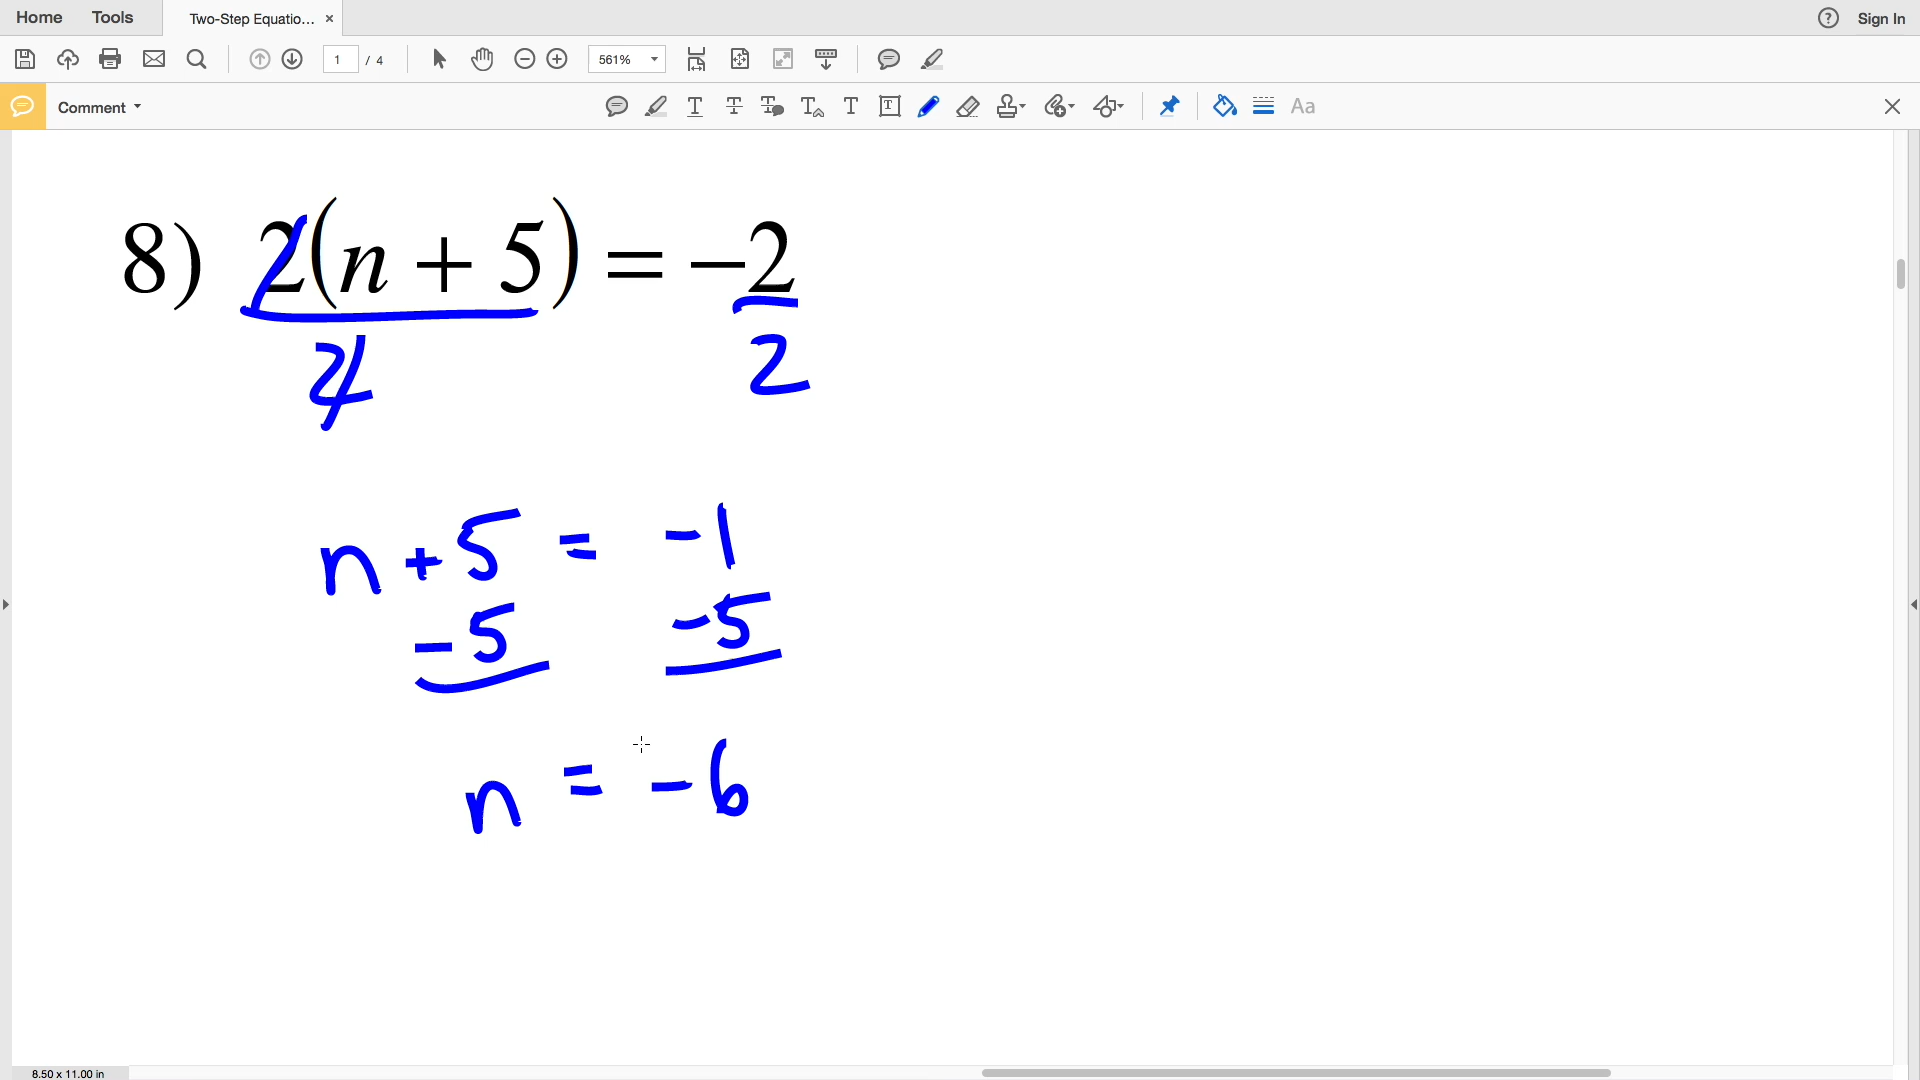 Home Tools Two-Step Equatio... × ? Sign In
1 / 4 561%
Comment Aa
8) 2(n + 5) = −2
2 2
n + 5 = -1
-5 -5
n = -6
8.50 x 11.00 in